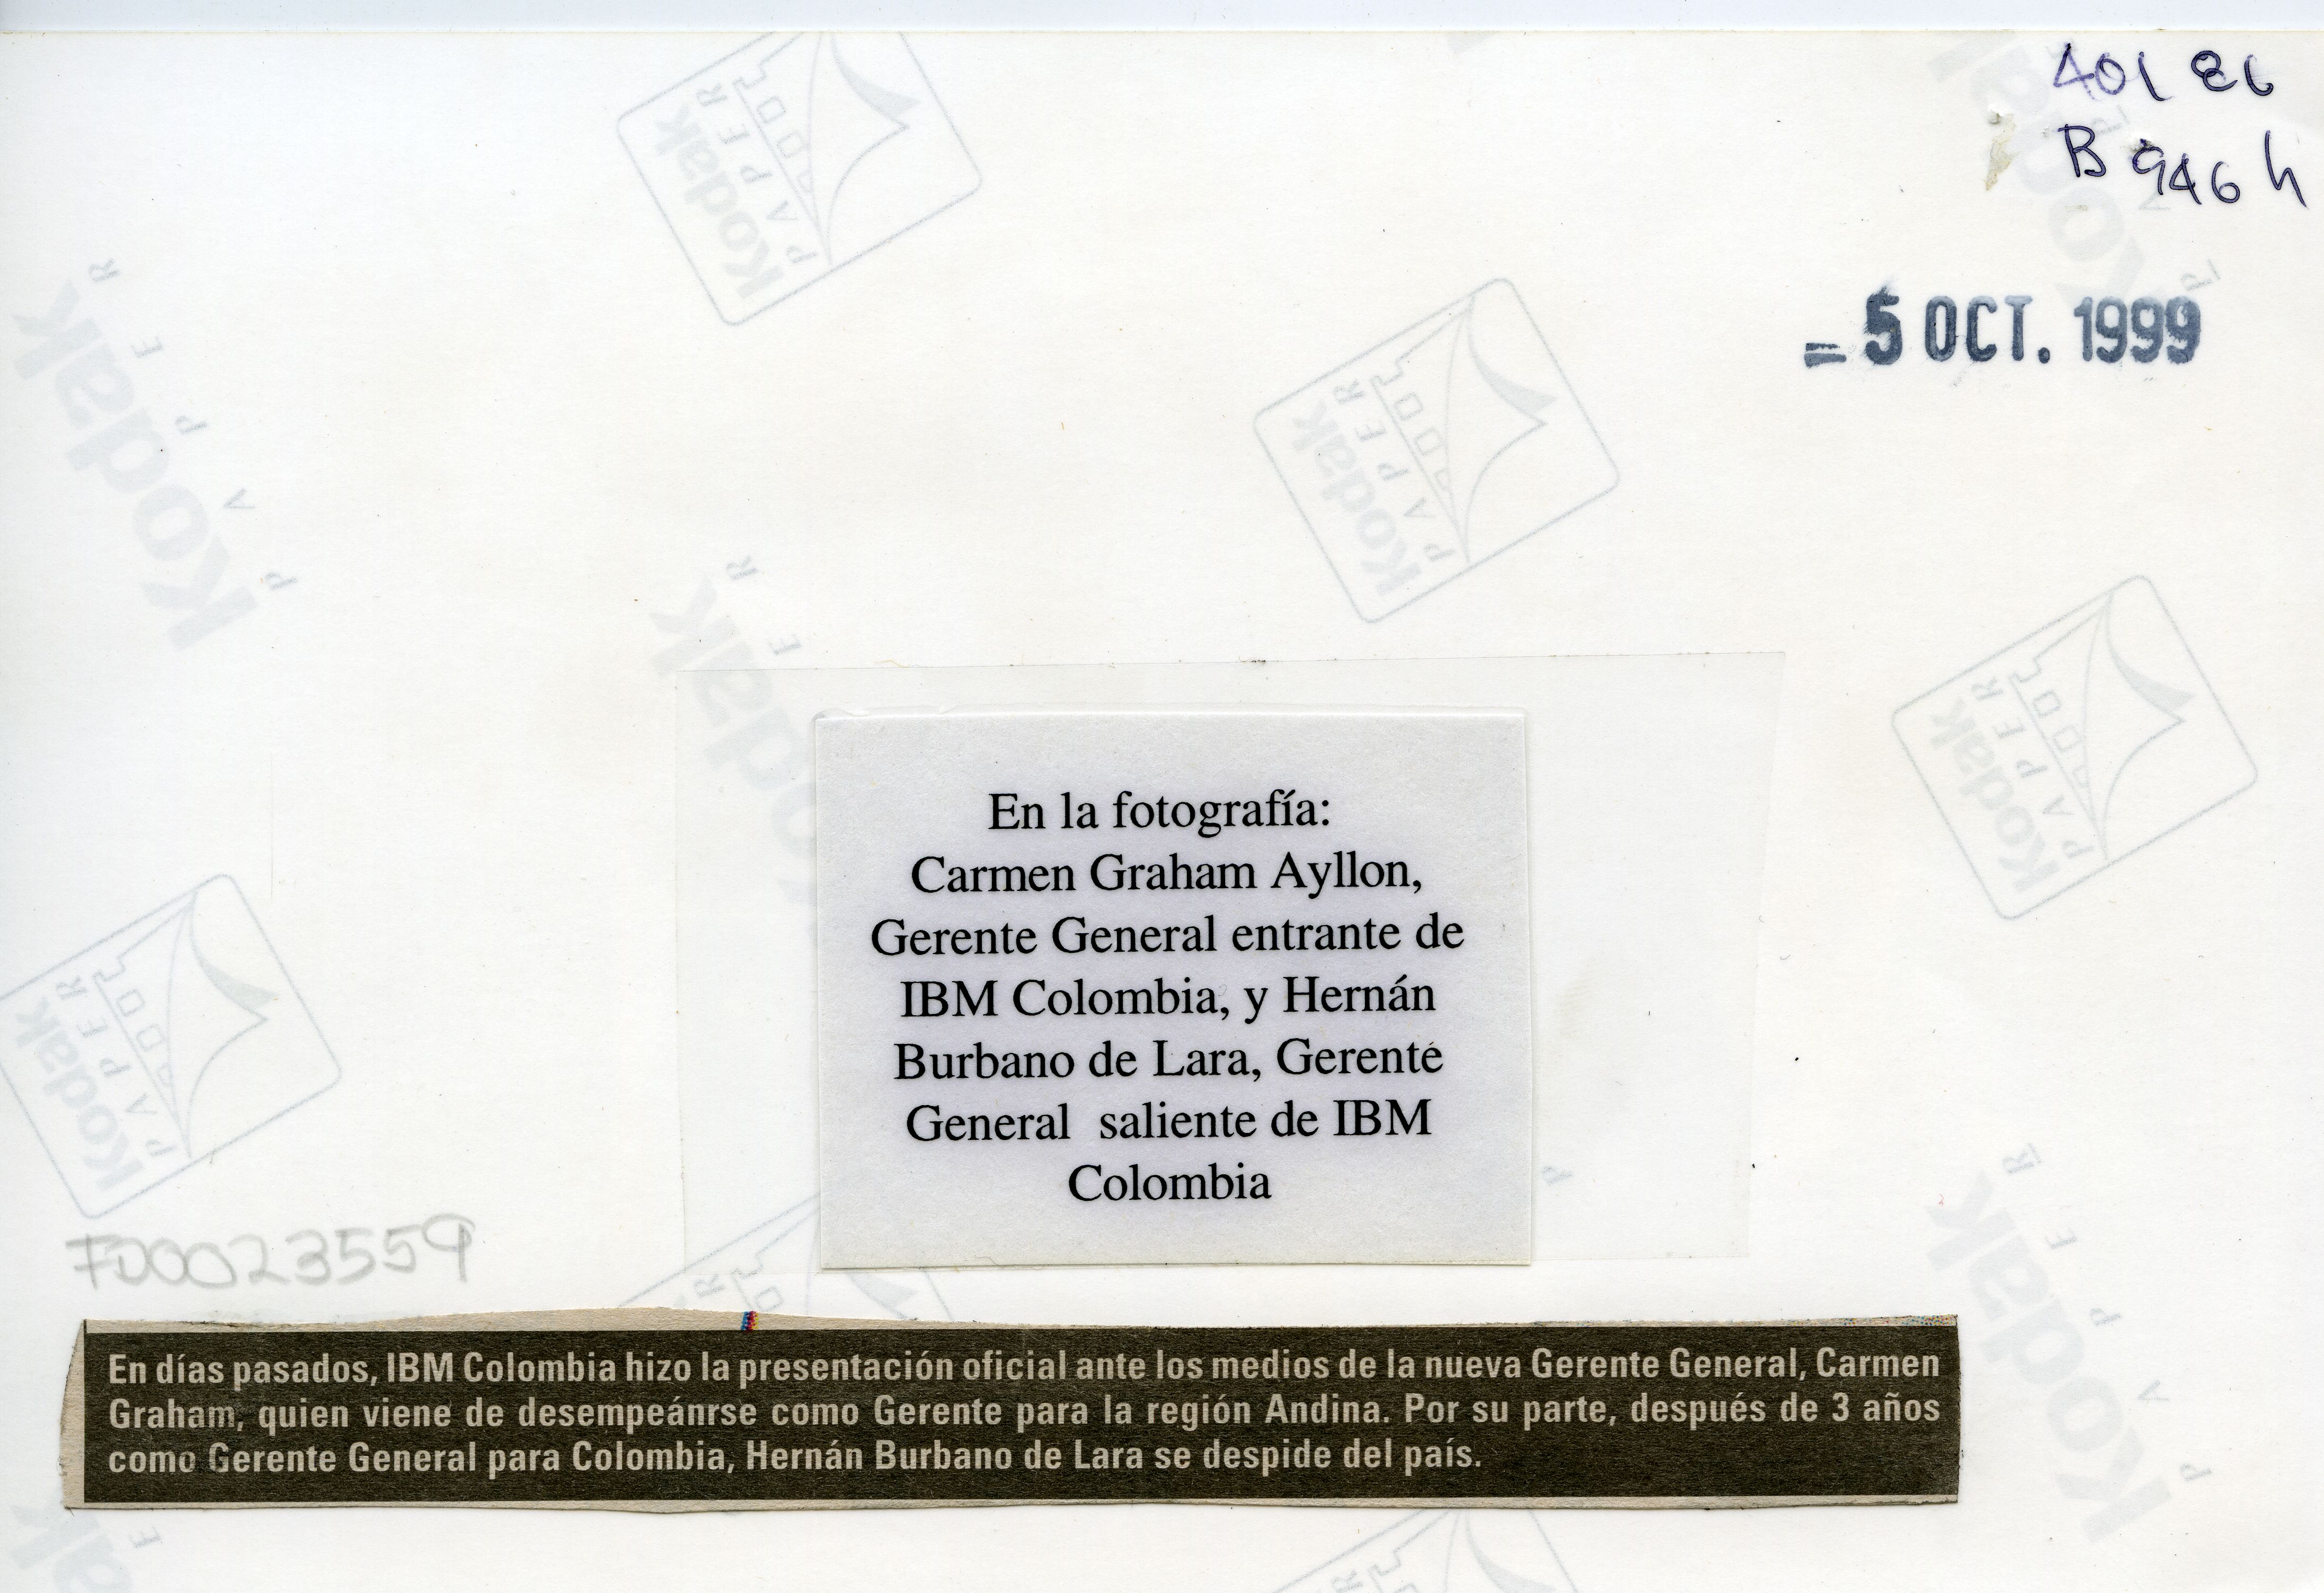 401 86
B 946 h
- 5 OCT. 1999
En la fotografía:
Carmen Graham Ayllon,
Gerente General entrante de
IBM Colombia, y Hernán
Burbano de Lara, Gerente
General saliente de IBM
Colombia
FD0023559
En días pasados, IBM Colombia hizo la presentación oficial ante los medios de la nueva Gerente General, Carmen
Graham, quien viene de desempeánrse como Gerente para la región Andina. Por su parte, después de 3 años
como Gerente General para Colombia, Hernán Burbano de Lara se despide del país.
Kodak
PAPER